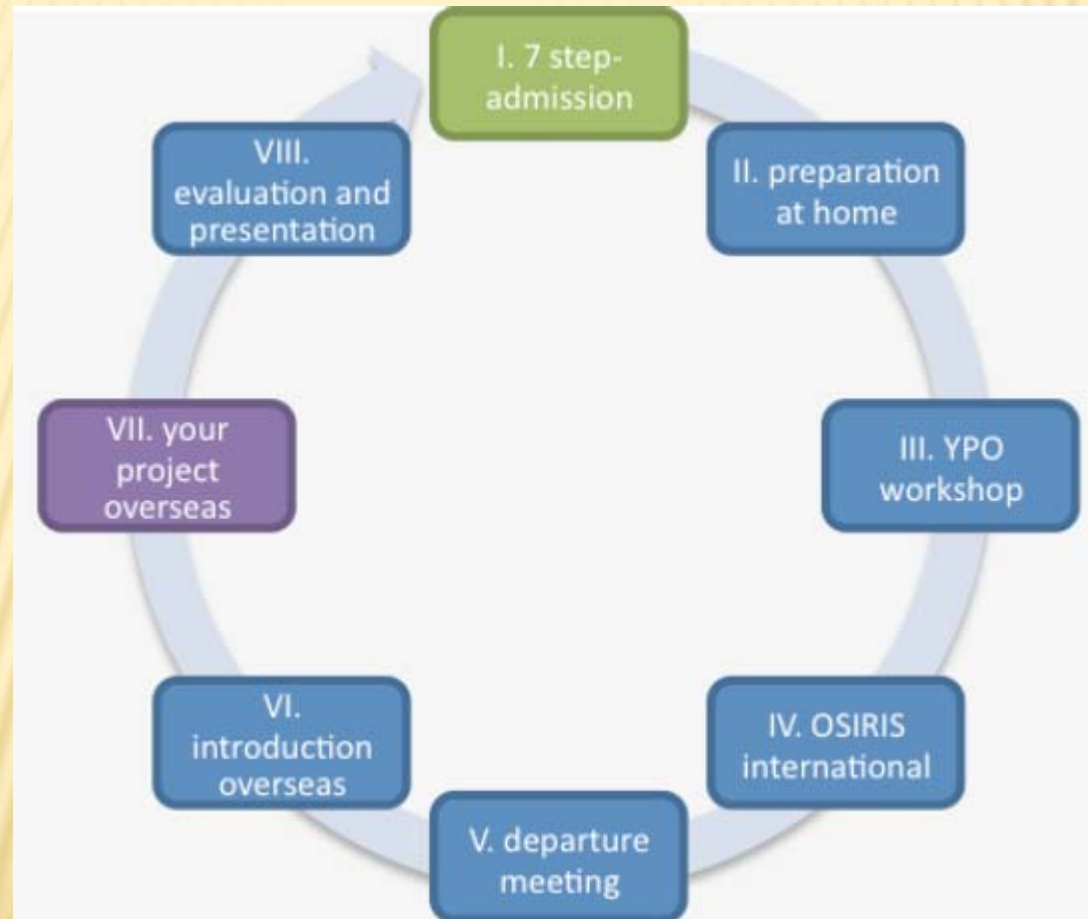 I. 7 step-
admission
II. preparation
at home
III. YPO
workshop
IV. OSIRIS
international
V. departure
meeting
VI.
introduction
overseas
VII. your
project
overseas
VIII.
evaluation and
presentation